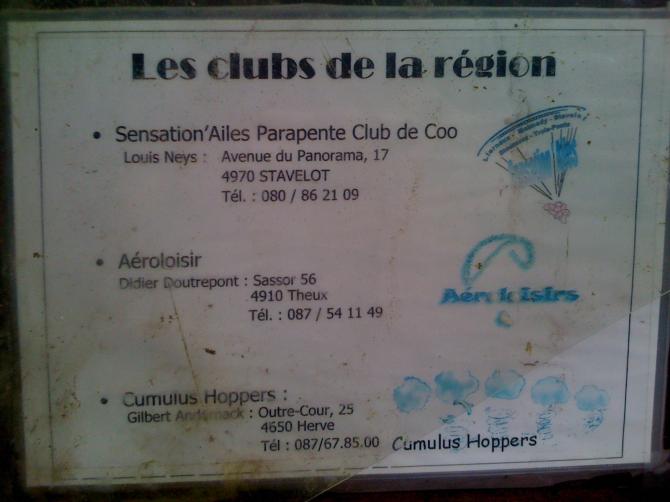 Les clubs de la région
• Sensation'Ailes Parapente Club de Coo
Louis Neys : Avenue du Panorama, 17
4970 STAVELOT
Tél. : 080 / 86 21 09
• Aéroloisir
Didier Doutrepont : Sassor 56
4910 Theux
Tél. : 087 / 54 11 49
Aéroloisirs
• Cumulus Hoppers :
Gilbert : Outre-Cour, 25
4650 Herve
Tél : 087/67.85.00
Cumulus Hoppers